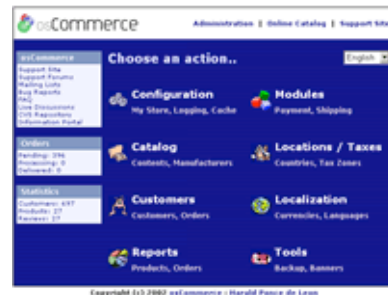 osCommerce
Administration | Online Catalog | Support Site
osCommerce
Support Site
Support Forums
Mailing Lists
Bug Reports
FAQ
Live Discussions
CVS Repository
Information Portal
Orders
Pending: 396
Processing: 0
Delivered: 0
Statistics
Customers: 697
Products: 27
Reviews: 27
Choose an action..
English
Configuration
My Store, Logging, Cache
Modules
Payment, Shipping
Catalog
Contents, Manufacturers
Locations / Taxes
Countries, Tax Zones
Customers
Customers, Orders
Localization
Currencies, Languages
Reports
Products, Orders
Tools
Backup, Banners
Copyright (c) 2002 osCommerce - Harald Ponce de Leon